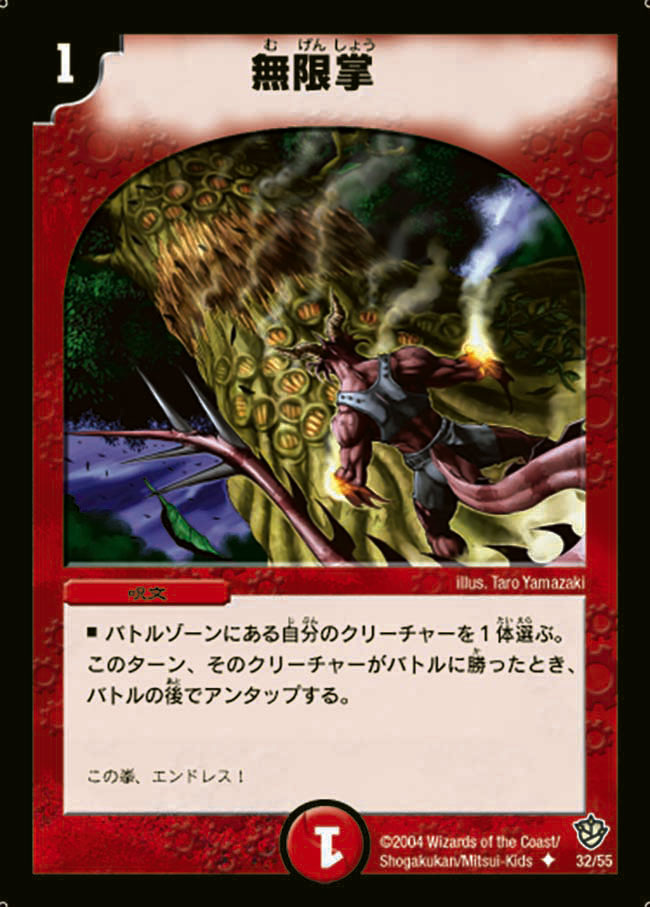 1
む げん しょう
無限掌
illus. Taro Yamazaki
呪文
■ バトルゾーンにある自分のクリーチャーを１体選ぶ。
このターン、そのクリーチャーがバトルに勝ったとき、
バトルの後でアンタップする。
この拳、エンドレス！
1
©2004 Wizards of the Coast/
Shogakukan/Mitsui-Kids
32/55